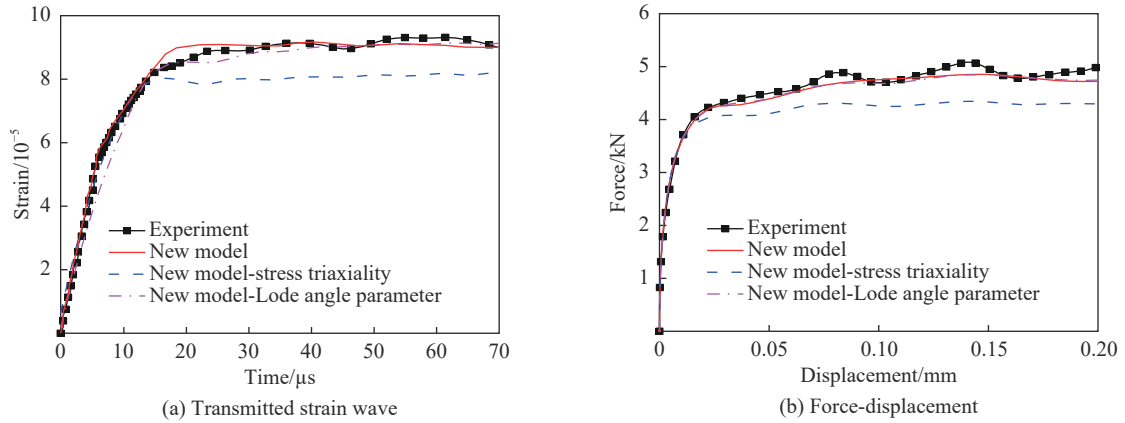 10
8
6
4
2
0
Strain/10⁻⁵
Experiment
New model
New model-stress triaxiality
New model-Lode angle parameter
0 10 20 30 40 50 60 70
Time/µs
(a) Transmitted strain wave
6
5
4
3
2
1
0
Force/kN
Experiment
New model
New model-stress triaxiality
New model-Lode angle parameter
0 0.05 0.10 0.15 0.20
Displacement/mm
(b) Force-displacement